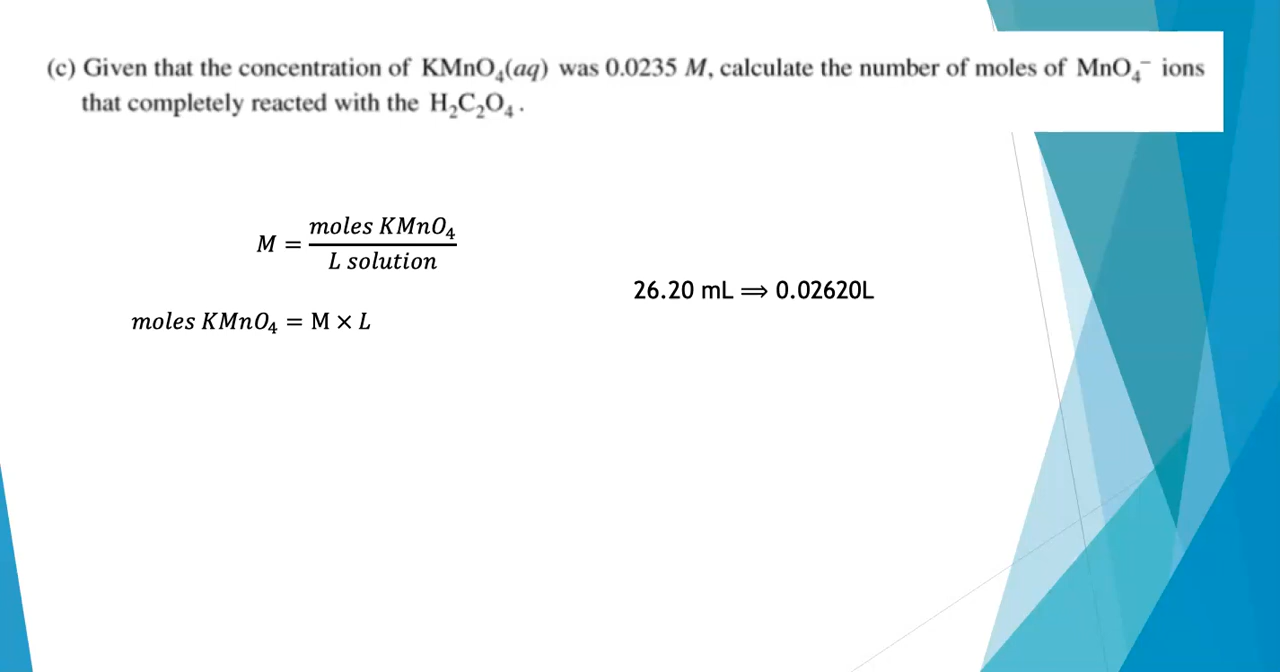 (c) Given that the concentration of KMnO₄(aq) was 0.0235 M, calculate the number of moles of MnO₄⁻ ions
that completely reacted with the H₂C₂O₄.
M = moles KMnO₄ / L solution
26.20 mL ⟹ 0.02620L
moles KMnO₄ = M × L